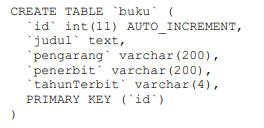 CREATE TABLE `buku` (
`id` int(11) AUTO_INCREMENT,
`judul` text,
`pengarang` varchar(200),
`penerbit` varchar(200),
`tahunTerbit` varchar(4),
PRIMARY KEY (`id`)
)